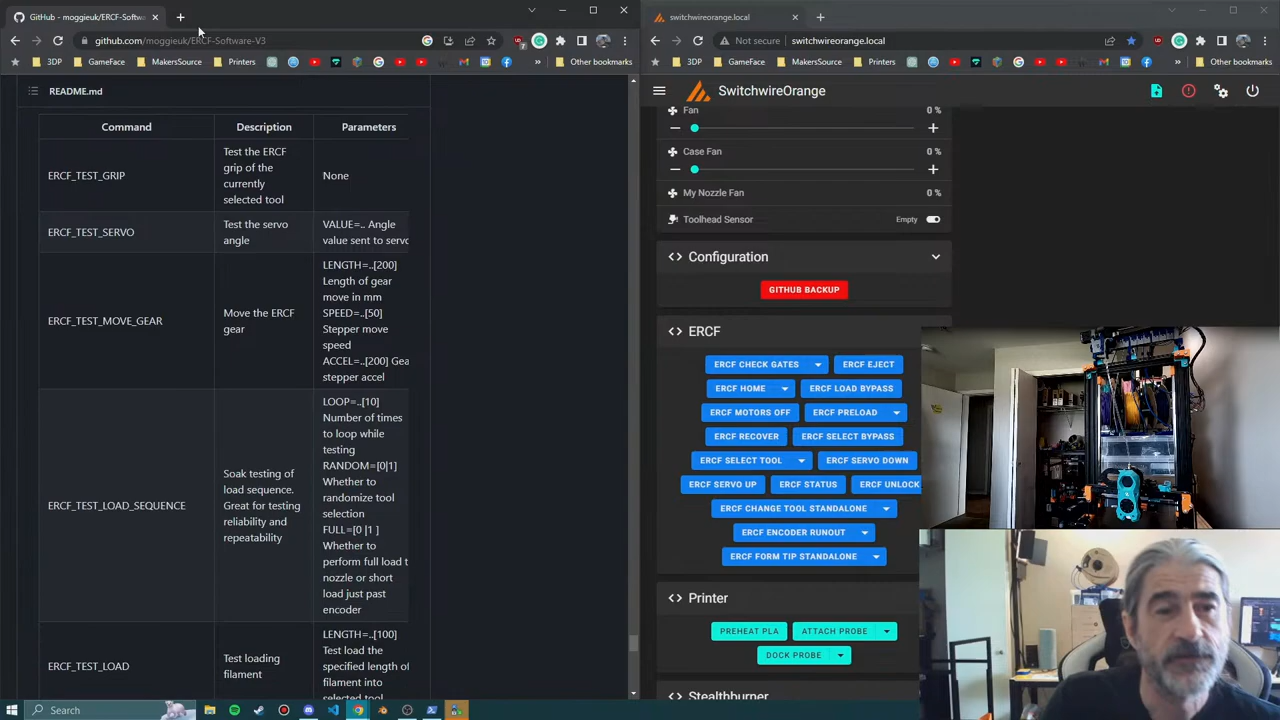 GitHub - moggieuk/ERCF-Softw
github.com/moggieuk/ERCF-Software-V3
3DP
GameFace
MakersSource
Printers
Other bookmarks
README.md
Command
Description
Parameters
ERCF_TEST_GRIP
Test the ERCF
grip of the
currently
selected tool
None
ERCF_TEST_SERVO
Test the servo
angle
VALUE=.. Angle
value sent to servo
ERCF_TEST_MOVE_GEAR
Move the ERCF
gear
LENGTH=..[200]
Length of gear
move in mm
SPEED=..[50]
Stepper move
speed
ACCEL=..[200] Gea
stepper accel
ERCF_TEST_LOAD_SEQUENCE
Soak testing of
load sequence.
Great for testing
reliability and
repeatability
LOOP=..[10]
Number of times
to loop while
testing
RANDOM=[0|1]
Whether to
randomize tool
selection
FULL=[0 |1 ]
Whether to
perform full load t
nozzle or short
load just past
encoder
ERCF_TEST_LOAD
Test loading
filament
LENGTH=..[100]
Test load the
specified length of
filament into
selected tool
Search
switchwireorange.local
Not secure
switchwireorange.local
3DP
GameFace
MakersSource
Printers
Other bookmarks
SwitchwireOrange
Fan
0 %
Case Fan
0 %
My Nozzle Fan
0 %
Toolhead Sensor
Empty
Configuration
GITHUB BACKUP
ERCF
ERCF CHECK GATES
ERCF EJECT
ERCF HOME
ERCF LOAD BYPASS
ERCF MOTORS OFF
ERCF PRELOAD
ERCF RECOVER
ERCF SELECT BYPASS
ERCF SELECT TOOL
ERCF SERVO DOWN
ERCF SERVO UP
ERCF STATUS
ERCF UNLOCK
ERCF CHANGE TOOL STANDALONE
ERCF ENCODER RUNOUT
ERCF FORM TIP STANDALONE
Printer
PREHEAT PLA
ATTACH PROBE
DOCK PROBE
Stealthburner